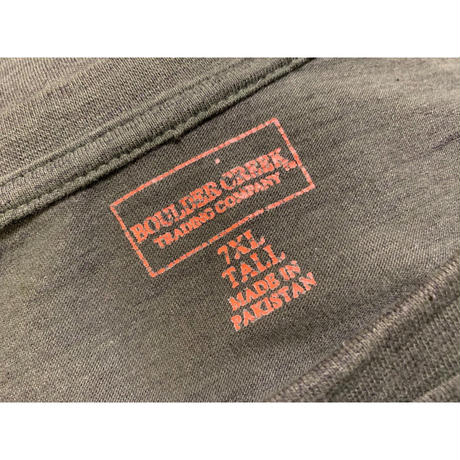 BOULDER CREEK
TRADING COMPANY
7XL
TALL
MADE IN
PAKISTAN